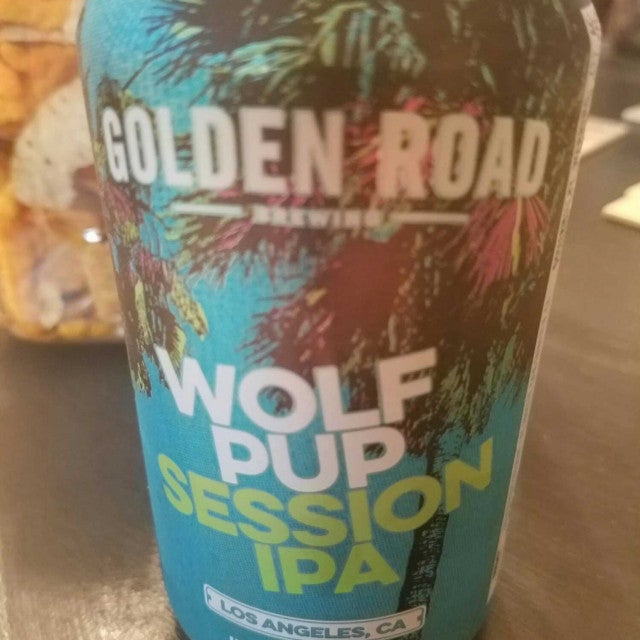 GOLDEN ROAD
BREWING
WOLF
PUP
SESSION
IPA
LOS ANGELES, CA